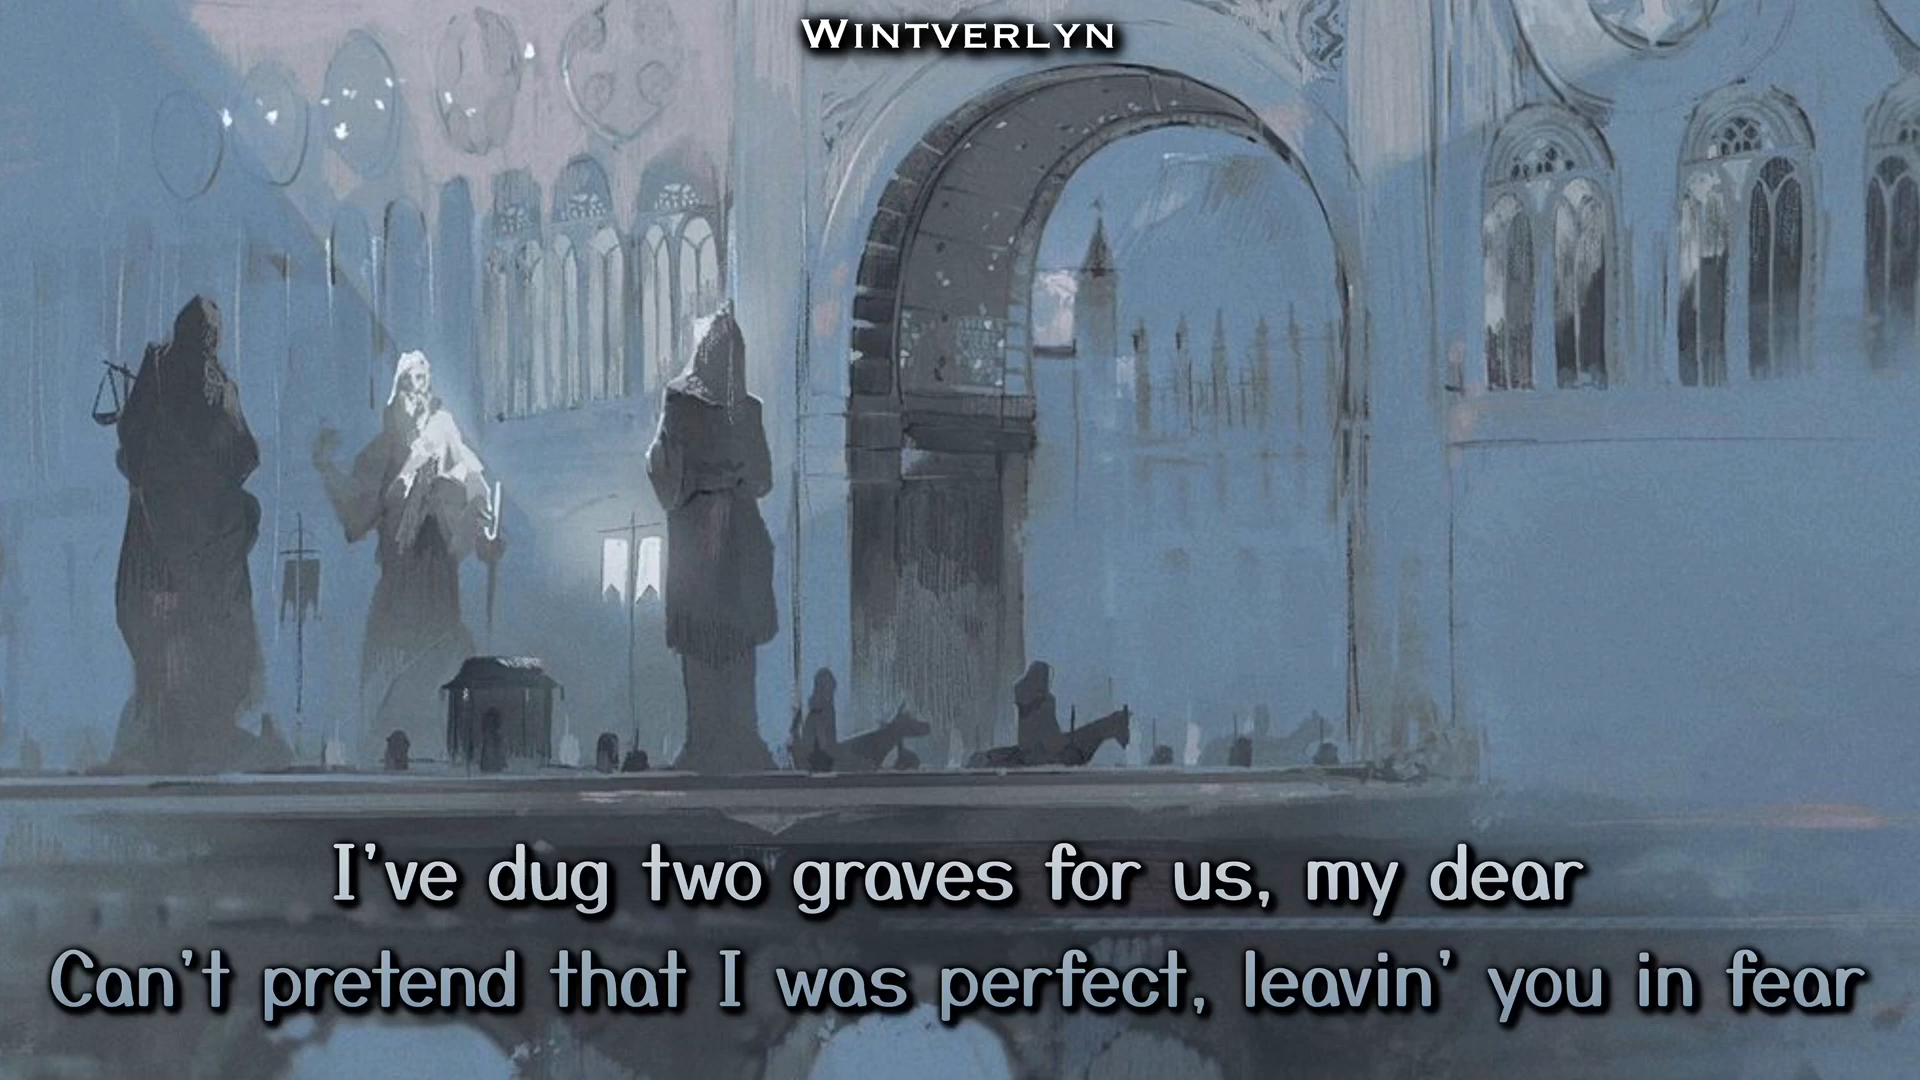 WINTVERLYN
I've dug two graves for us, my dear
Can't pretend that I was perfect, leavin' you in fear